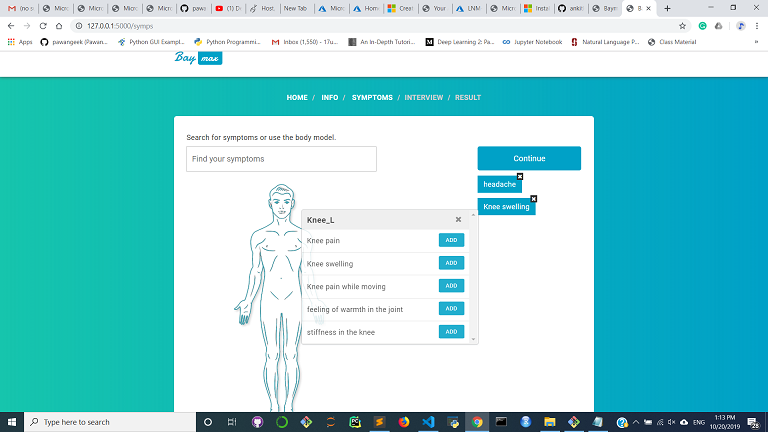 (no s
Micro
Micro
Micro
Micro
pawa
(1) D
Host.
New Tab
Micro
Hom
Creat
Your
LNM
Micro
Insta
ankit
Baym
B
127.0.0.1:5000/symps
Apps
pawangeek (Pawan...
Python GUI Exampl...
Python Programmi...
Inbox (1,550) - 17u...
An In-Depth Tutori...
Deep Learning 2: Pa...
Jupyter Notebook
Natural Language P...
Class Material
Bay max
HOME / INFO / SYMPTOMS / INTERVIEW / RESULT
Search for symptoms or use the body model.
Find your symptoms
Continue
headache
Knee swelling
Knee_L
Knee pain ADD
Knee swelling ADD
Knee pain while moving ADD
feeling of warmth in the joint ADD
stiffness in the knee ADD
Type here to search
ENG
1:13 PM
10/20/2019
28